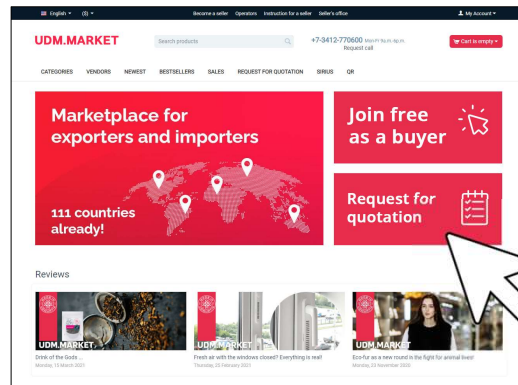 English
($)
Become a seller Operators Instruction for a seller Seller's office
My Account
UDM.MARKET
Search products
+7-3412-770600 Mon-Fr 9a.m.-6p.m.
Request call
Cart is empty
CATEGORIES VENDORS NEWEST BESTSELLERS SALES REQUEST FOR QUOTATION SIRIUS QR
Marketplace for
exporters and importers
111 countries
already!
Join free
as a buyer
Request for
quotation
Reviews
UDM.MARKET
Drink of the Gods ...
Monday, 15 March 2021
UDM.MARKET
Fresh air with the windows closed? Everything is real!
Thursday, 25 February 2021
UDM.MARKET
Eco-fur as a new round in the fight for animal lives!
Monday, 23 November 2020